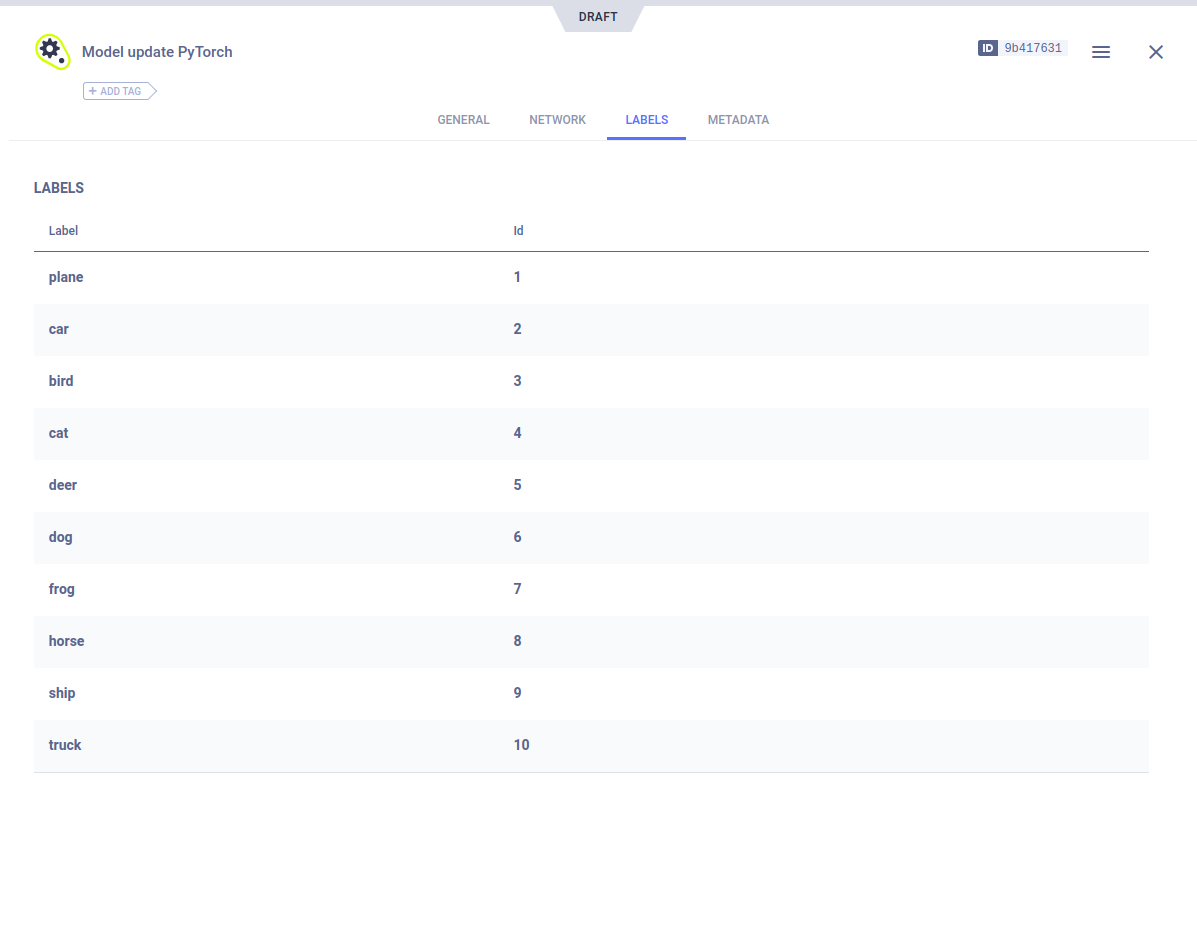 DRAFT
Model update PyTorch
ID 9b417631
+ ADD TAG
GENERAL NETWORK LABELS METADATA
LABELS
Label Id
plane 1
car 2
bird 3
cat 4
deer 5
dog 6
frog 7
horse 8
ship 9
truck 10